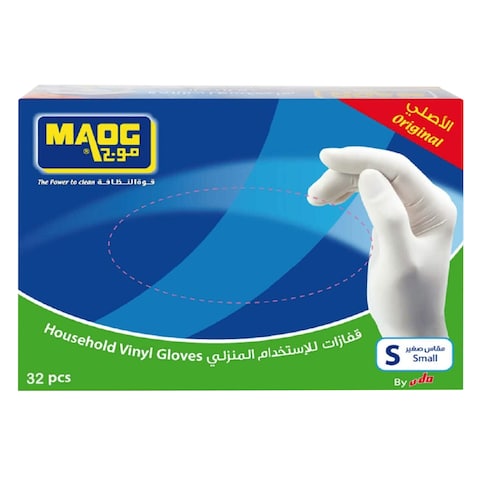 MAOG
موج®
The Power to clean قوة النظافة
الأصلي
Original
Household Vinyl Gloves قفازات للإستخدام المنزلي
32 pcs
S
مقاس صغير
Small
By a·da